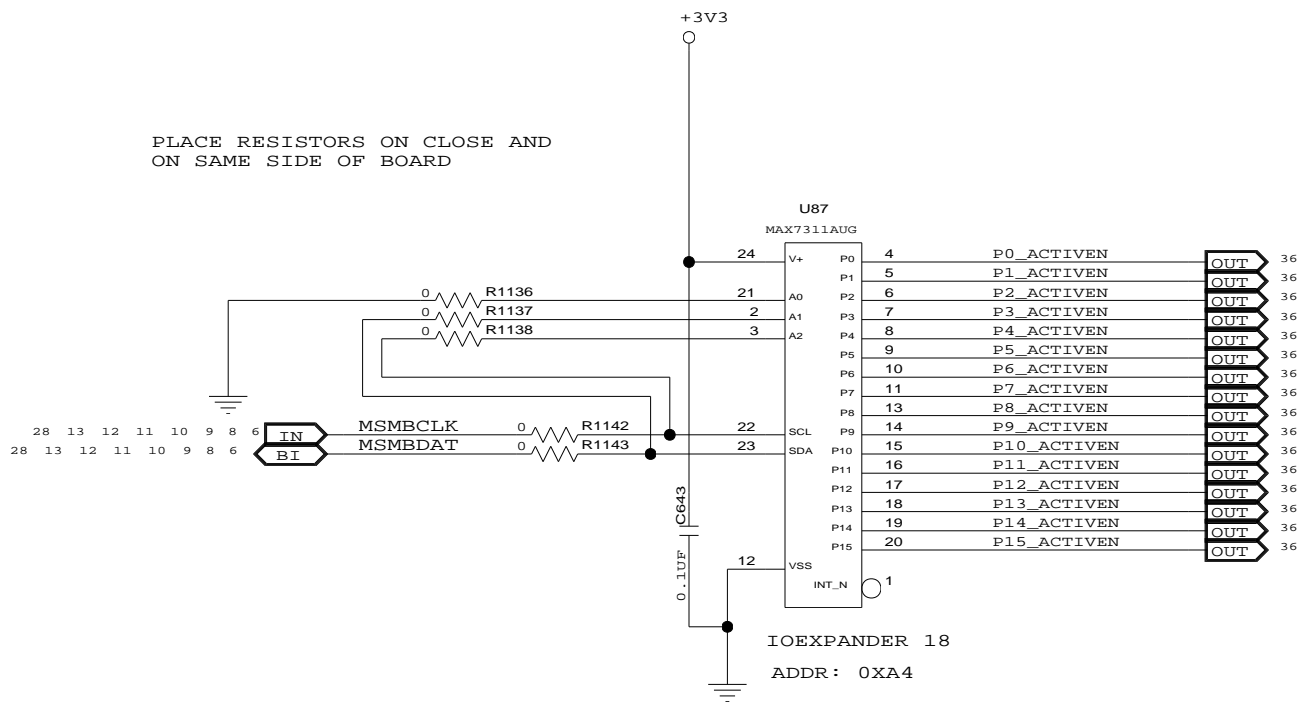 +3V3
PLACE RESISTORS ON CLOSE AND
ON SAME SIDE OF BOARD
U87
MAX7311AUG
24 V+ P0 4 P0_ACTIVEN OUT 36
P1 5 P1_ACTIVEN OUT 36
0 R1136 21 A0 P2 6 P2_ACTIVEN OUT 36
0 R1137 2 A1 P3 7 P3_ACTIVEN OUT 36
0 R1138 3 A2 P4 8 P4_ACTIVEN OUT 36
P5 9 P5_ACTIVEN OUT 36
P6 10 P6_ACTIVEN OUT 36
P7 11 P7_ACTIVEN OUT 36
P8 13 P8_ACTIVEN OUT 36
28 13 12 11 10 9 8 6 IN MSMBCLK 0 R1142 22 SCL P9 14 P9_ACTIVEN OUT 36
28 13 12 11 10 9 8 6 BI MSMBDAT 0 R1143 23 SDA P10 15 P10_ACTIVEN OUT 36
P11 16 P11_ACTIVEN OUT 36
P12 17 P12_ACTIVEN OUT 36
P13 18 P13_ACTIVEN OUT 36
P14 19 P14_ACTIVEN OUT 36
P15 20 P15_ACTIVEN OUT 36
C643
0.1UF
12 VSS
INT_N 1
IOEXPANDER 18
ADDR: 0XA4